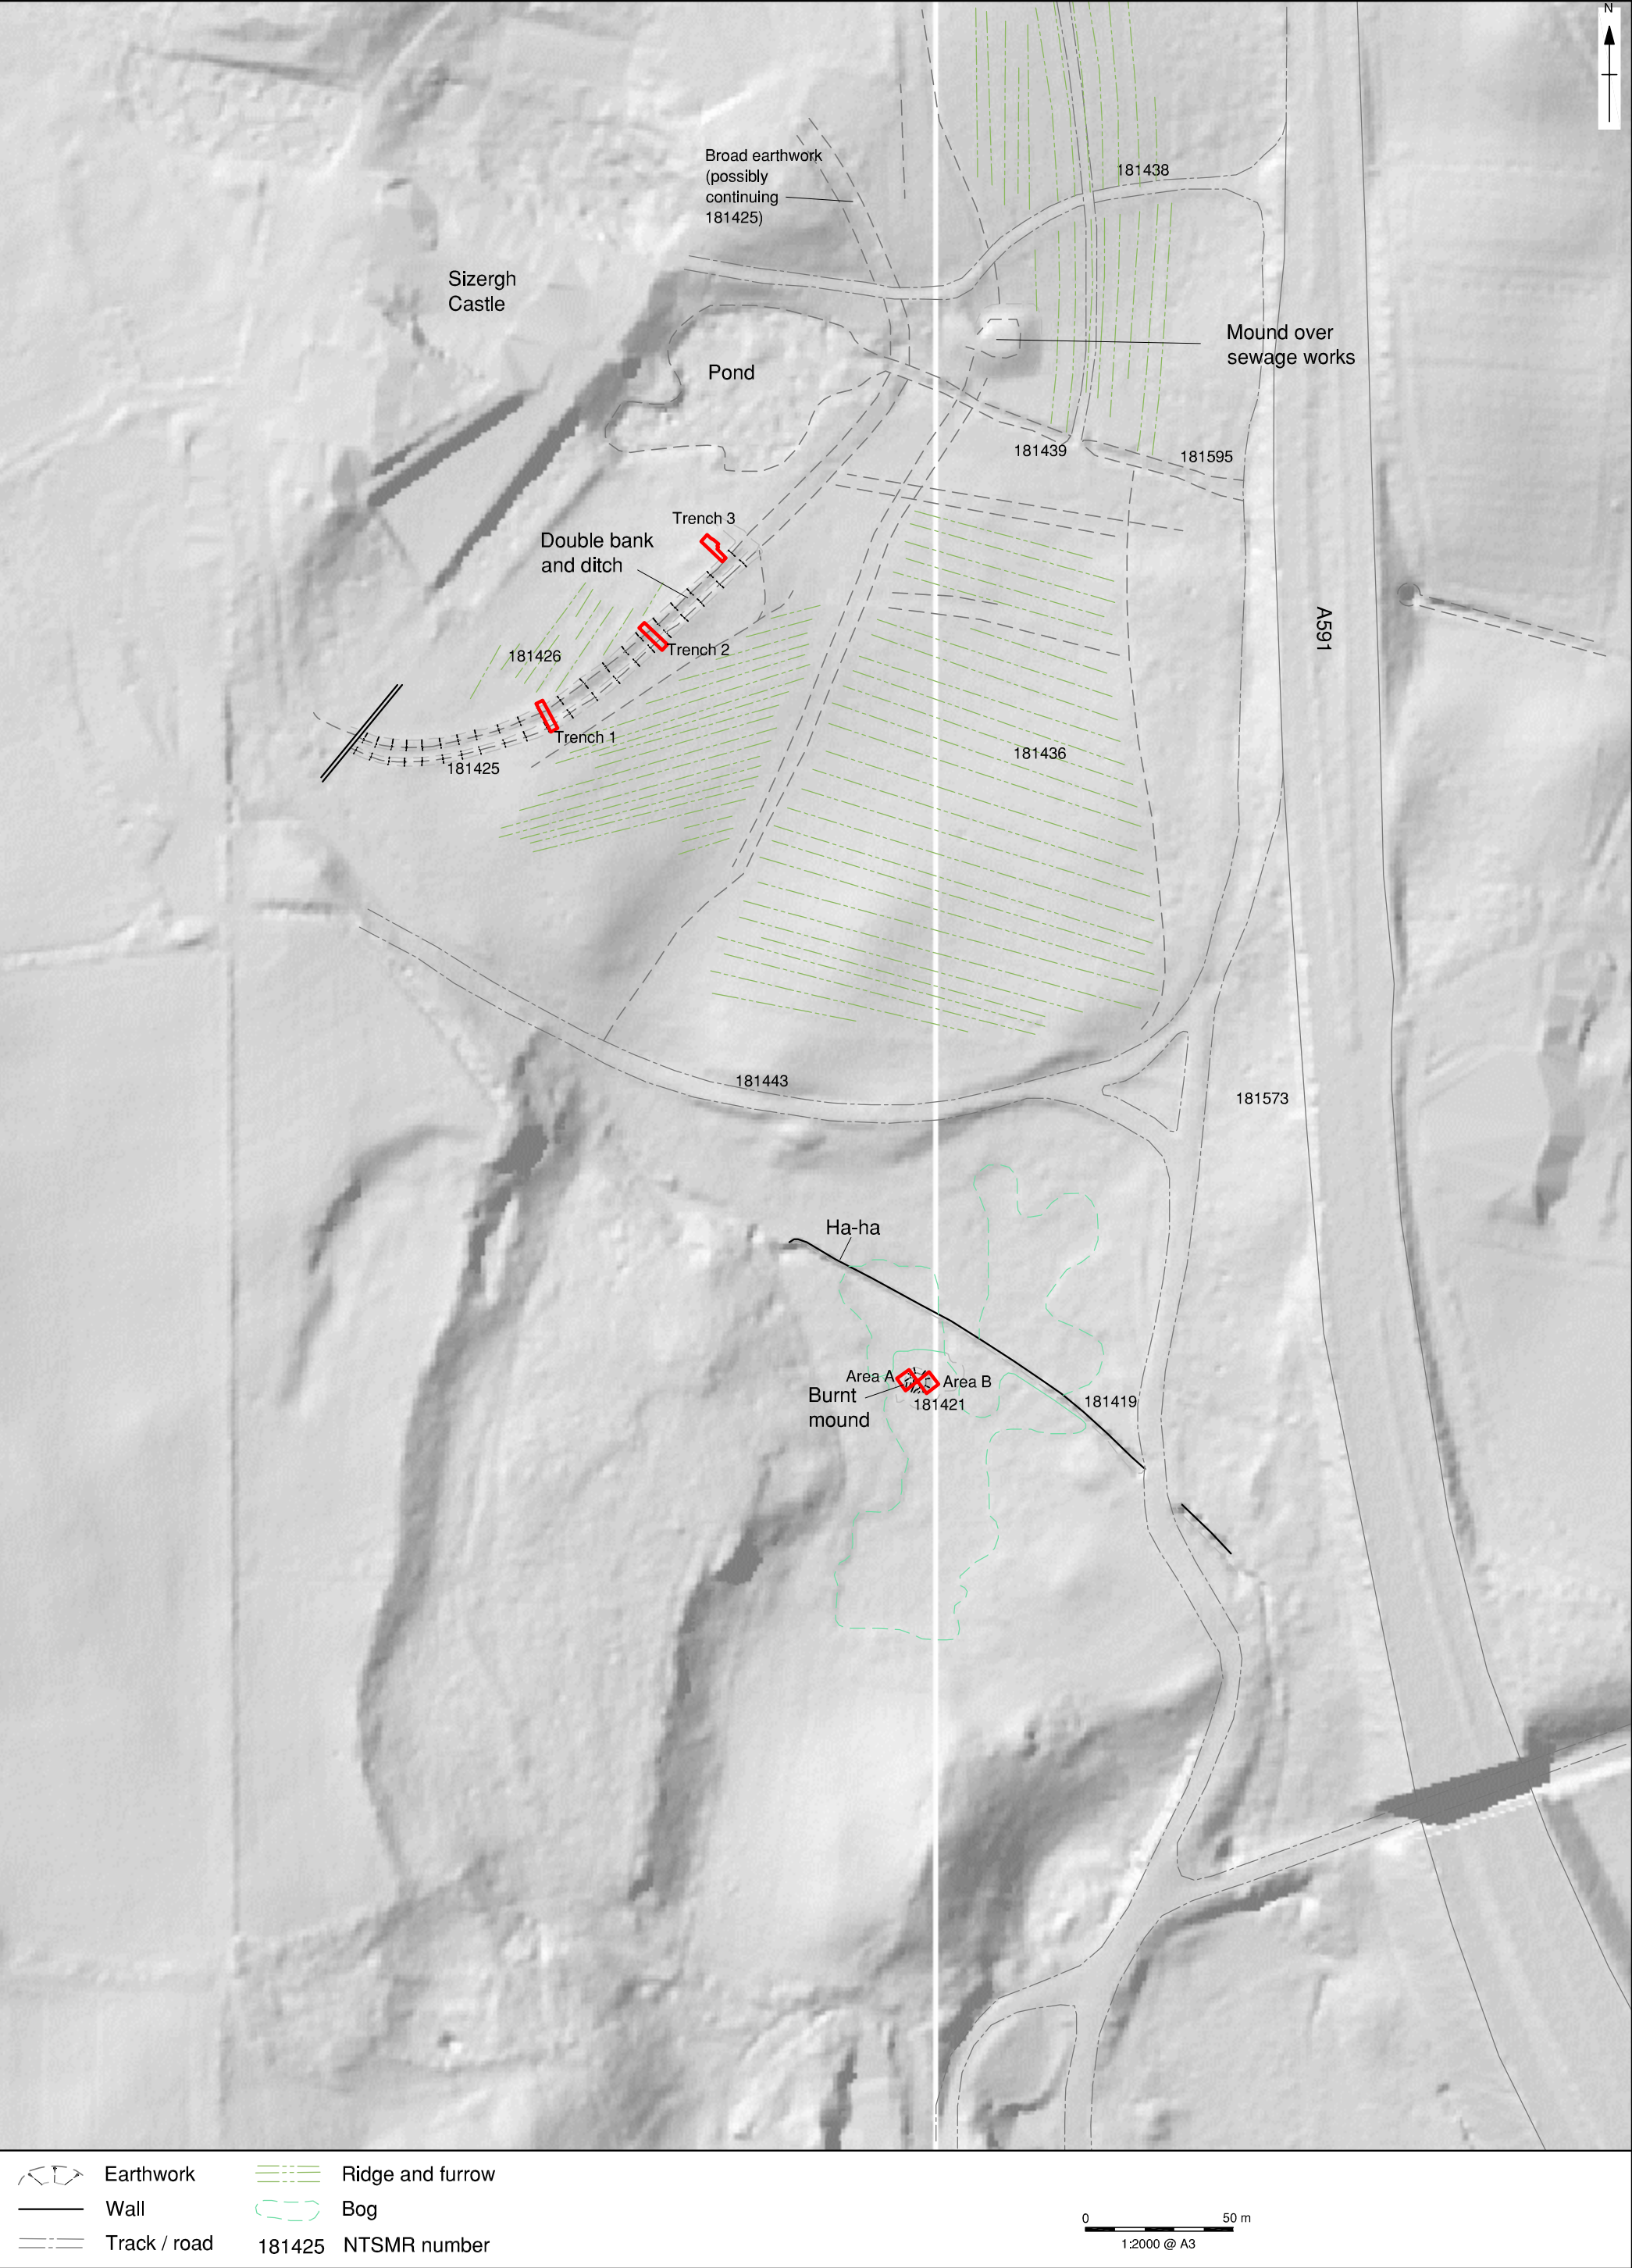 N
Broad earthwork
(possibly
continuing
181425)
181438
Sizergh
Castle
Mound over
sewage works
Pond
181439
181595
Trench 3
Double bank
and ditch
A591
Trench 2
181426
Trench 1
181425
181436
181443
181573
Ha-ha
Area A
Area B
Burnt
mound
181421
181419
Earthwork
Ridge and furrow
Wall
Bog
Track / road
181425
NTSMR number
0
50 m
1:2000 @ A3